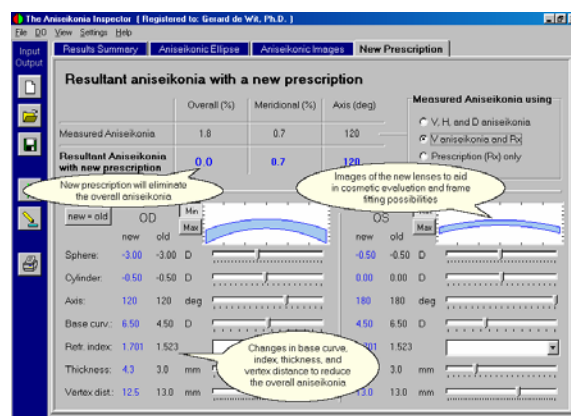 The Aniseikonia Inspector ( Registered to: Gerard de Wit, Ph.D. )
File DO View Settings Help
Input
Output
Results Summary Aniseikonic Ellipse Aniseikonic Images New Prescription
Resultant aniseikonia with a new prescription
Overall (%) Meridional (%) Axis (deg)
Measured Aniseikonia 1.8 0.7 120
Resultant Aniseikonia
with new prescription 0.0 0.7 120
Measured Aniseikonia using
V, H, and D aniseikonia
V aniseikonia and Rx
Prescription (Rx) only
New prescription will eliminate
the overall aniseikonia
Images of the new lenses to aid
in cosmetic evaluation and frame
fitting possibilities
new = old OD Min OS
Max Max
new old new old
Sphere: -3.00 -3.00 D -0.50 -0.50 D
Cylinder: -0.50 -0.50 D 0.00 0.00 D
Axis: 120 120 deg 180 180 deg
Base curv.: 6.50 4.50 D 4.50 6.50 D
Refr. index: 1.701 1.523 1.523
Thickness: 4.3 3.0 mm 3.0 mm
Vertex dist.: 12.5 13.0 mm 13.0 13.0 mm
Changes in base curve,
index, thickness, and
vertex distance to reduce
the overall aniseikonia